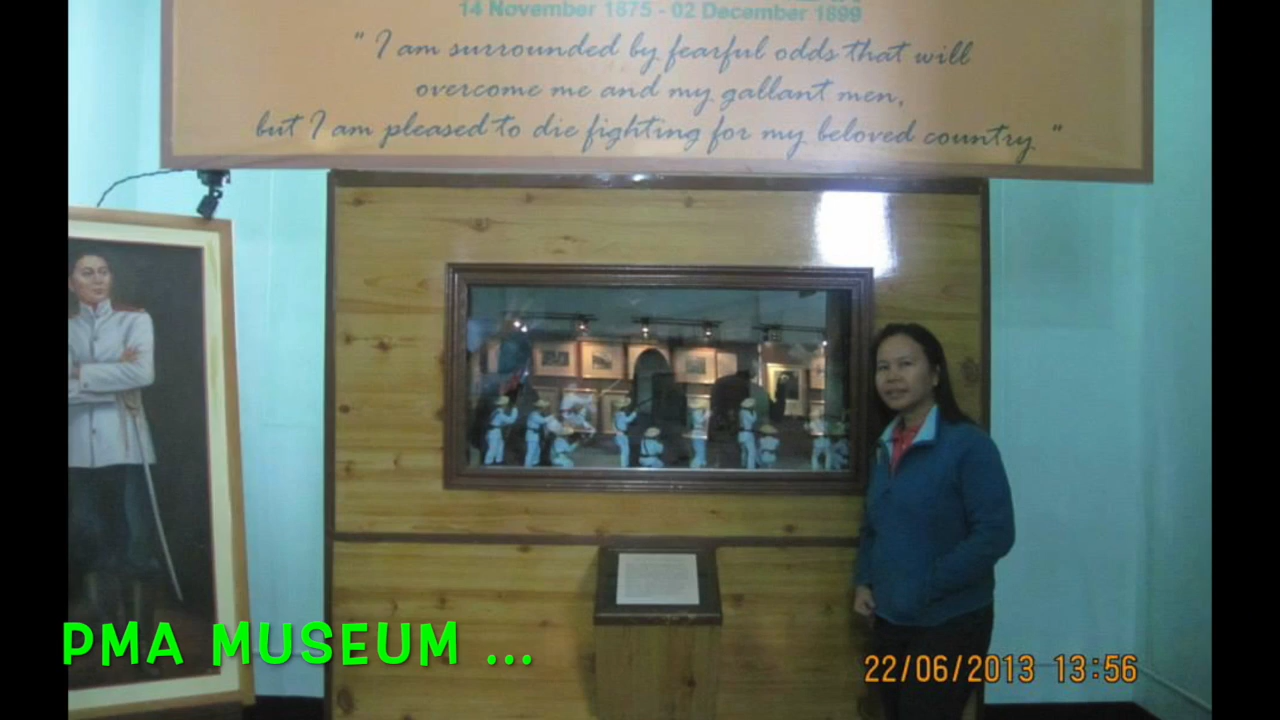 14 November 1875 - 02 December 1899
" I am surrounded by fearful odds that will
overcome me and my gallant men,
but I am pleased to die fighting for my beloved country "
PMA MUSEUM ...
22/06/2013 13:56